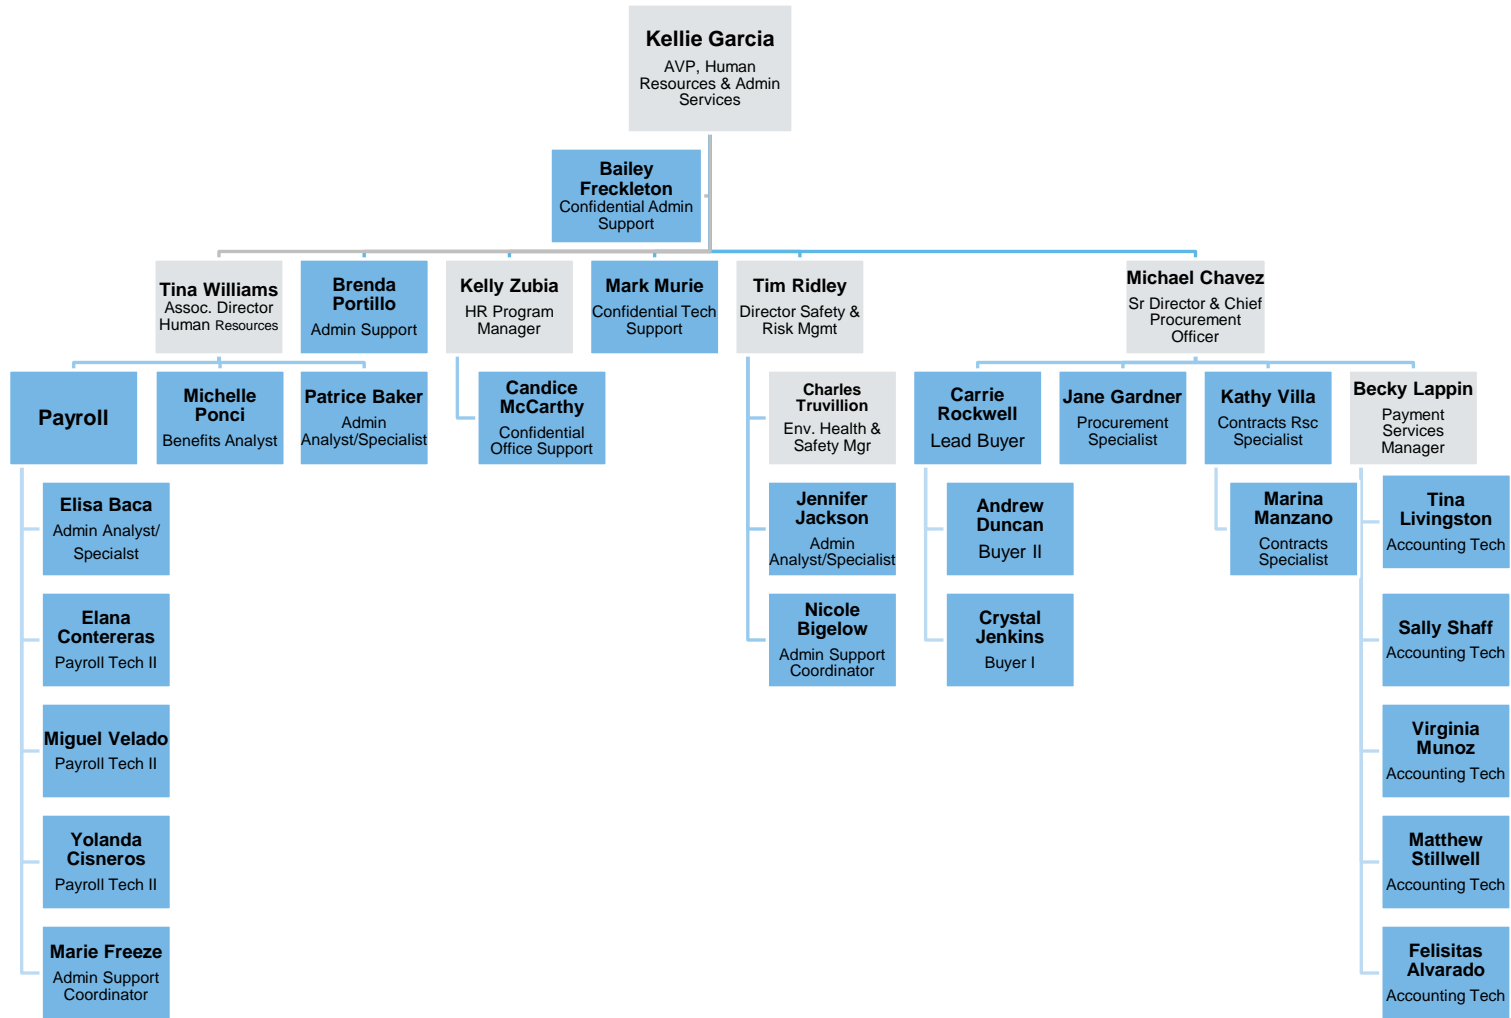 Kellie Garcia
AVP, Human
Resources & Admin
Services
Bailey
Freckleton
Confidential Admin
Support
Tina Williams
Assoc. Director
Human Resources
Brenda
Portillo
Admin Support
Kelly Zubia
HR Program
Manager
Mark Murie
Confidential Tech
Support
Tim Ridley
Director Safety &
Risk Mgmt
Michael Chavez
Sr Director & Chief
Procurement
Officer
Payroll
Michelle
Ponci
Benefits Analyst
Patrice Baker
Admin
Analyst/Specialist
Candice
McCarthy
Confidential
Office Support
Charles
Truvillion
Env. Health &
Safety Mgr
Carrie
Rockwell
Lead Buyer
Jane Gardner
Procurement
Specialist
Kathy Villa
Contracts Rsc
Specialist
Becky Lappin
Payment
Services
Manager
Elisa Baca
Admin Analyst/
Specialst
Jennifer
Jackson
Admin
Analyst/Specialist
Andrew
Duncan
Buyer II
Marina
Manzano
Contracts
Specialist
Tina
Livingston
Accounting Tech
Elana
Contereras
Payroll Tech II
Nicole
Bigelow
Admin Support
Coordinator
Crystal
Jenkins
Buyer I
Sally Shaff
Accounting Tech
Miguel Velado
Payroll Tech II
Virginia
Munoz
Accounting Tech
Yolanda
Cisneros
Payroll Tech II
Matthew
Stillwell
Accounting Tech
Marie Freeze
Admin Support
Coordinator
Felisitas
Alvarado
Accounting Tech